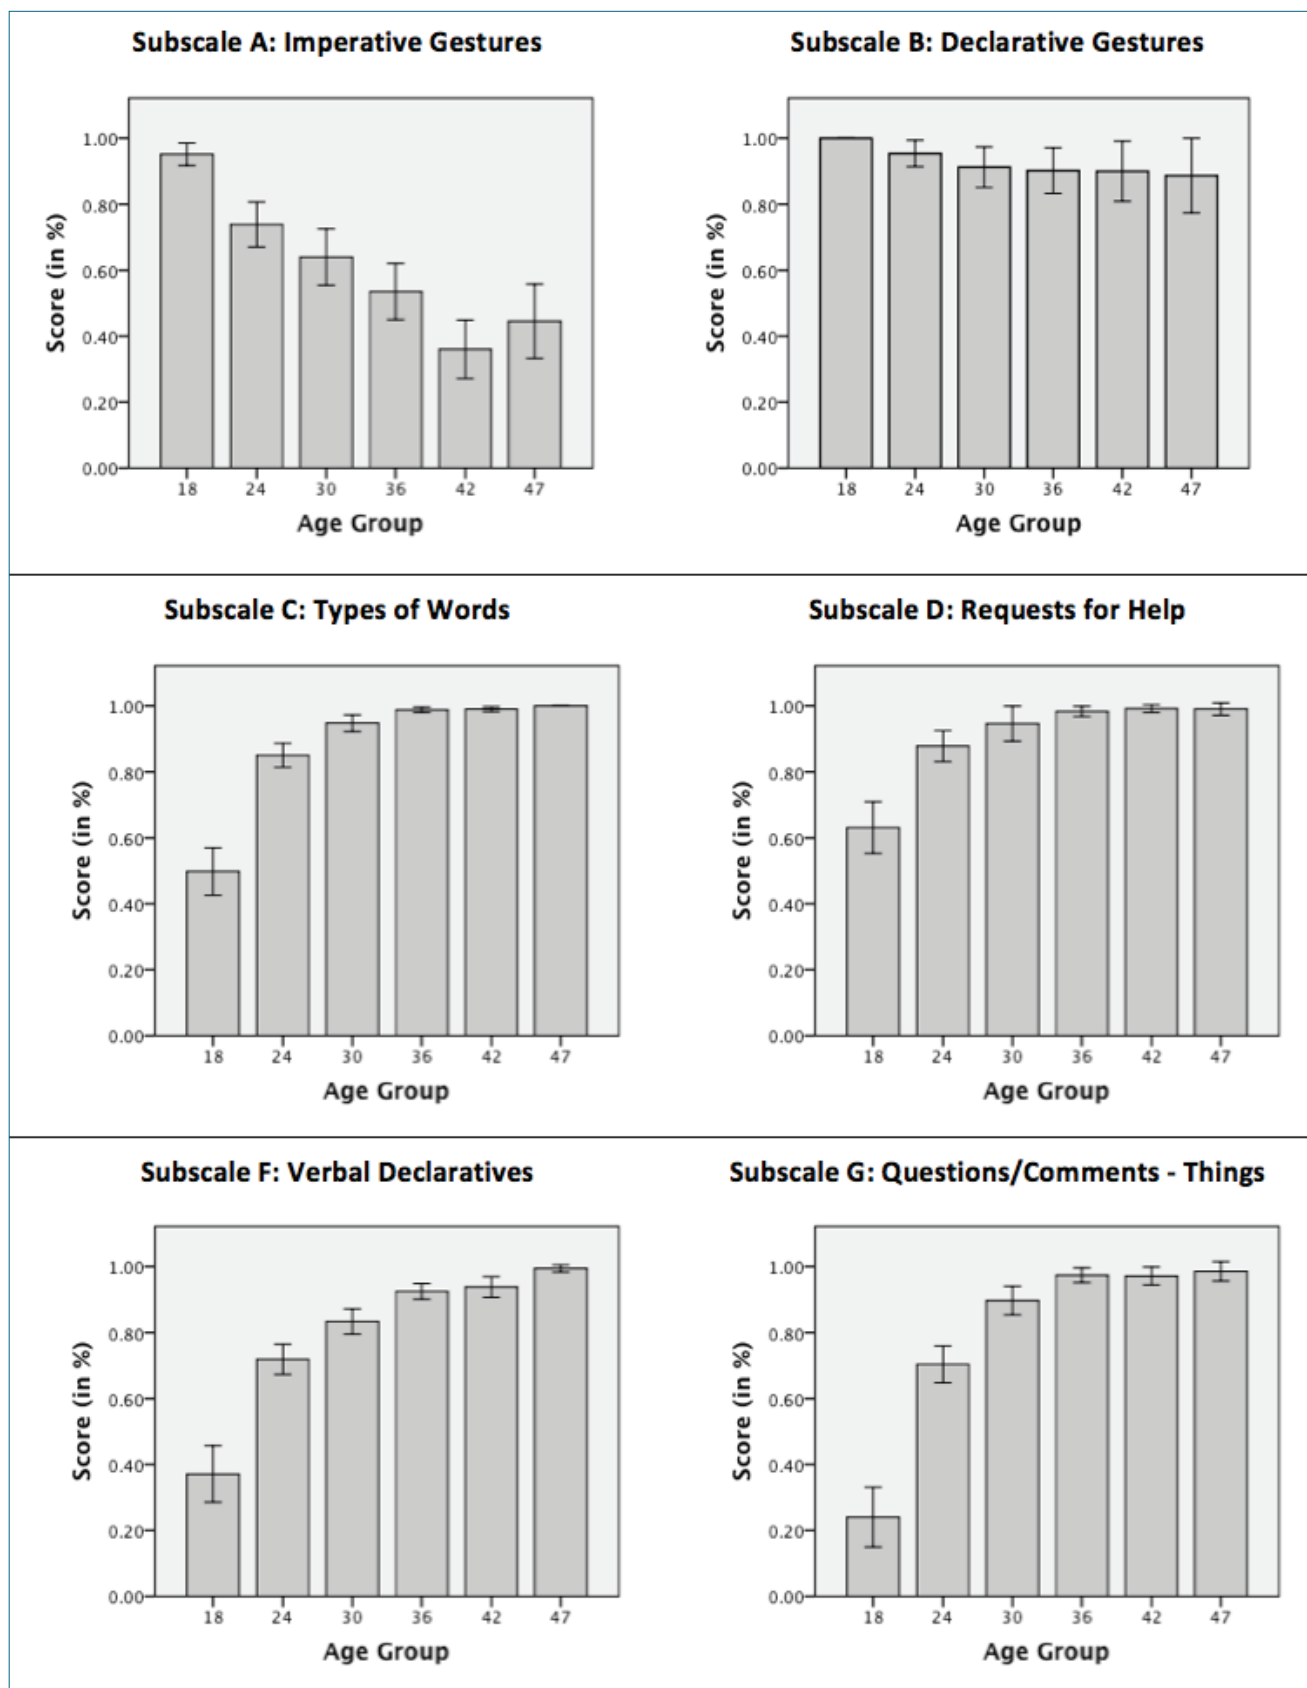 Subscale A: Imperative Gestures
1.00
0.80
0.60
0.40
0.20
0.00
Score (in %)
18 24 30 36 42 47
Age Group
Subscale B: Declarative Gestures
1.00
0.80
0.60
0.40
0.20
0.00
Score (in %)
18 24 30 36 42 47
Age Group
Subscale C: Types of Words
1.00
0.80
0.60
0.40
0.20
0.00
Score (in %)
18 24 30 36 42 47
Age Group
Subscale D: Requests for Help
1.00
0.80
0.60
0.40
0.20
0.00
Score (in %)
18 24 30 36 42 47
Age Group
Subscale F: Verbal Declaratives
1.00
0.80
0.60
0.40
0.20
0.00
Score (in %)
18 24 30 36 42 47
Age Group
Subscale G: Questions/Comments - Things
1.00
0.80
0.60
0.40
0.20
0.00
Score (in %)
18 24 30 36 42 47
Age Group